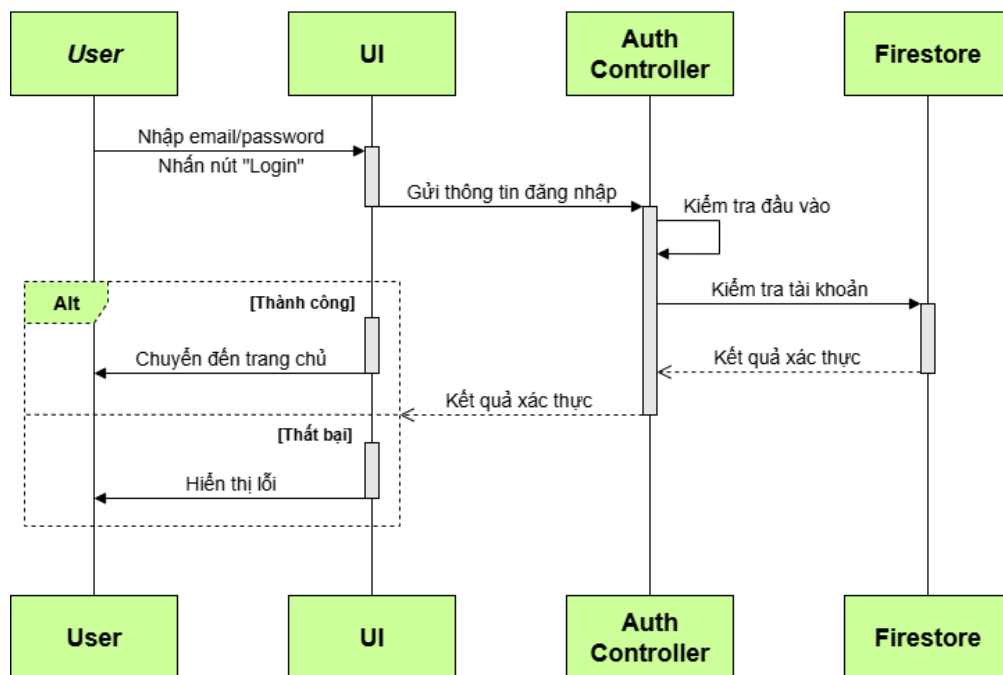 User
UI
Auth
Controller
Firestore
Nhập email/password
Nhấn nút "Login"
Gửi thông tin đăng nhập
Kiểm tra đầu vào
Alt
[Thành công]
Kiểm tra tài khoản
Chuyển đến trang chủ
Kết quả xác thực
Kết quả xác thực
[Thất bại]
Hiển thị lỗi
User
UI
Auth
Controller
Firestore